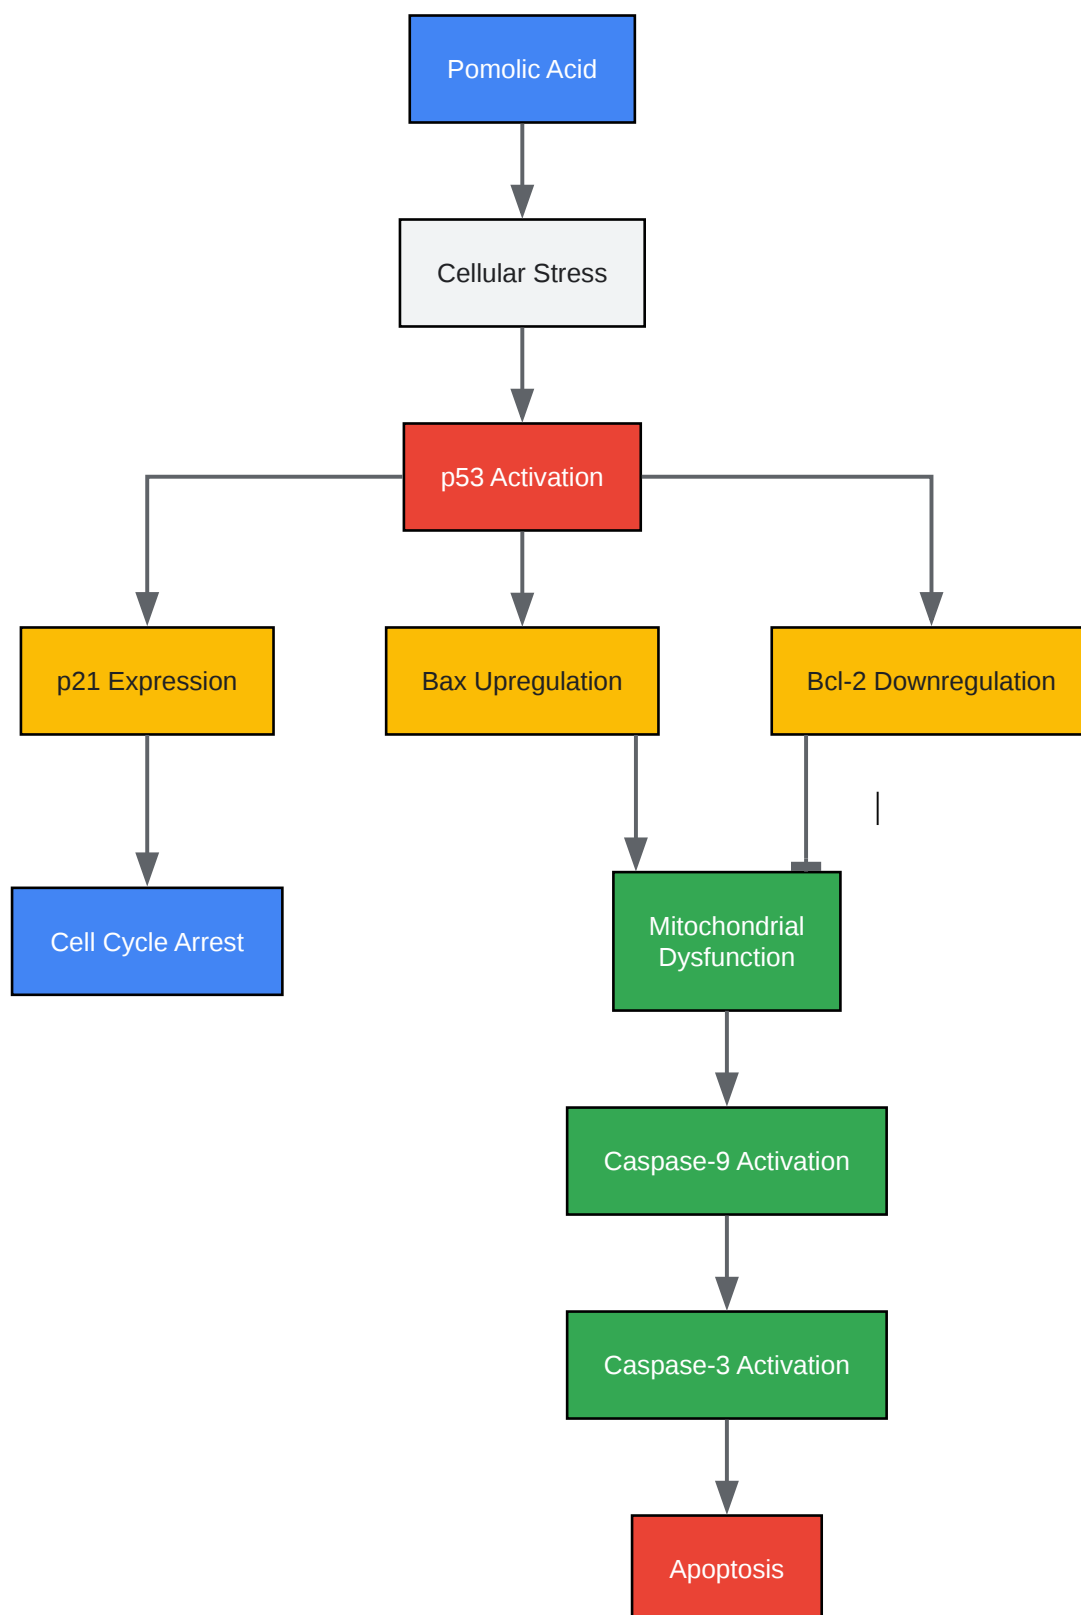 Pomolic Acid
Cellular Stress
p53 Activation
p21 Expression
Bax Upregulation
Bcl-2 Downregulation
|
Cell Cycle Arrest
Mitochondrial
Dysfunction
Caspase-9 Activation
Caspase-3 Activation
Apoptosis